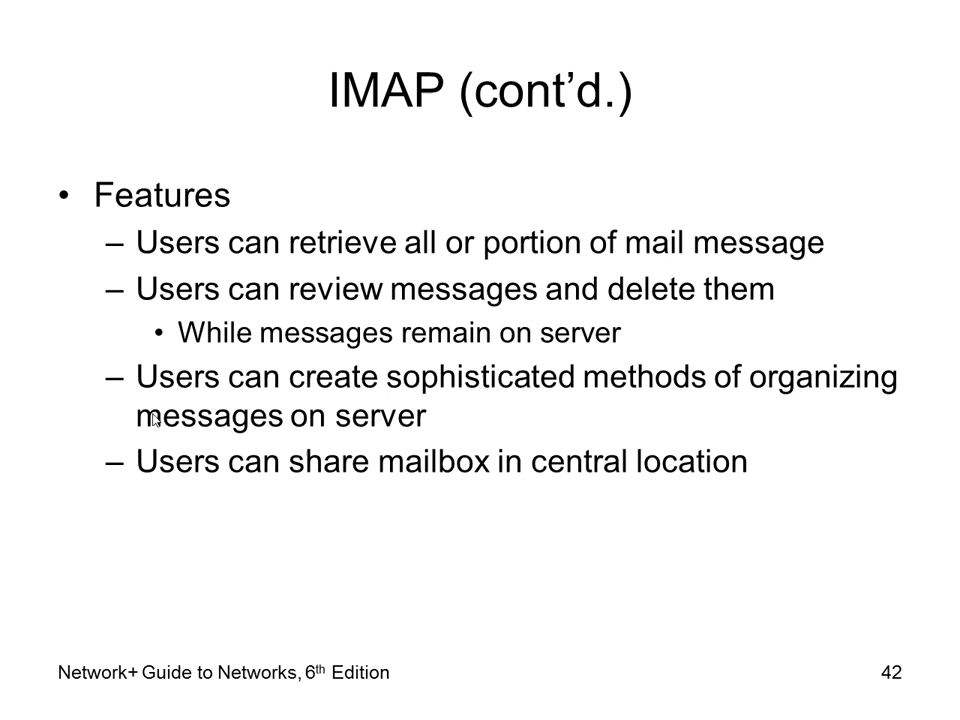 IMAP (cont’d.)
• Features
– Users can retrieve all or portion of mail message
– Users can review messages and delete them
• While messages remain on server
– Users can create sophisticated methods of organizing
messages on server
– Users can share mailbox in central location
Network+ Guide to Networks, 6th Edition
42